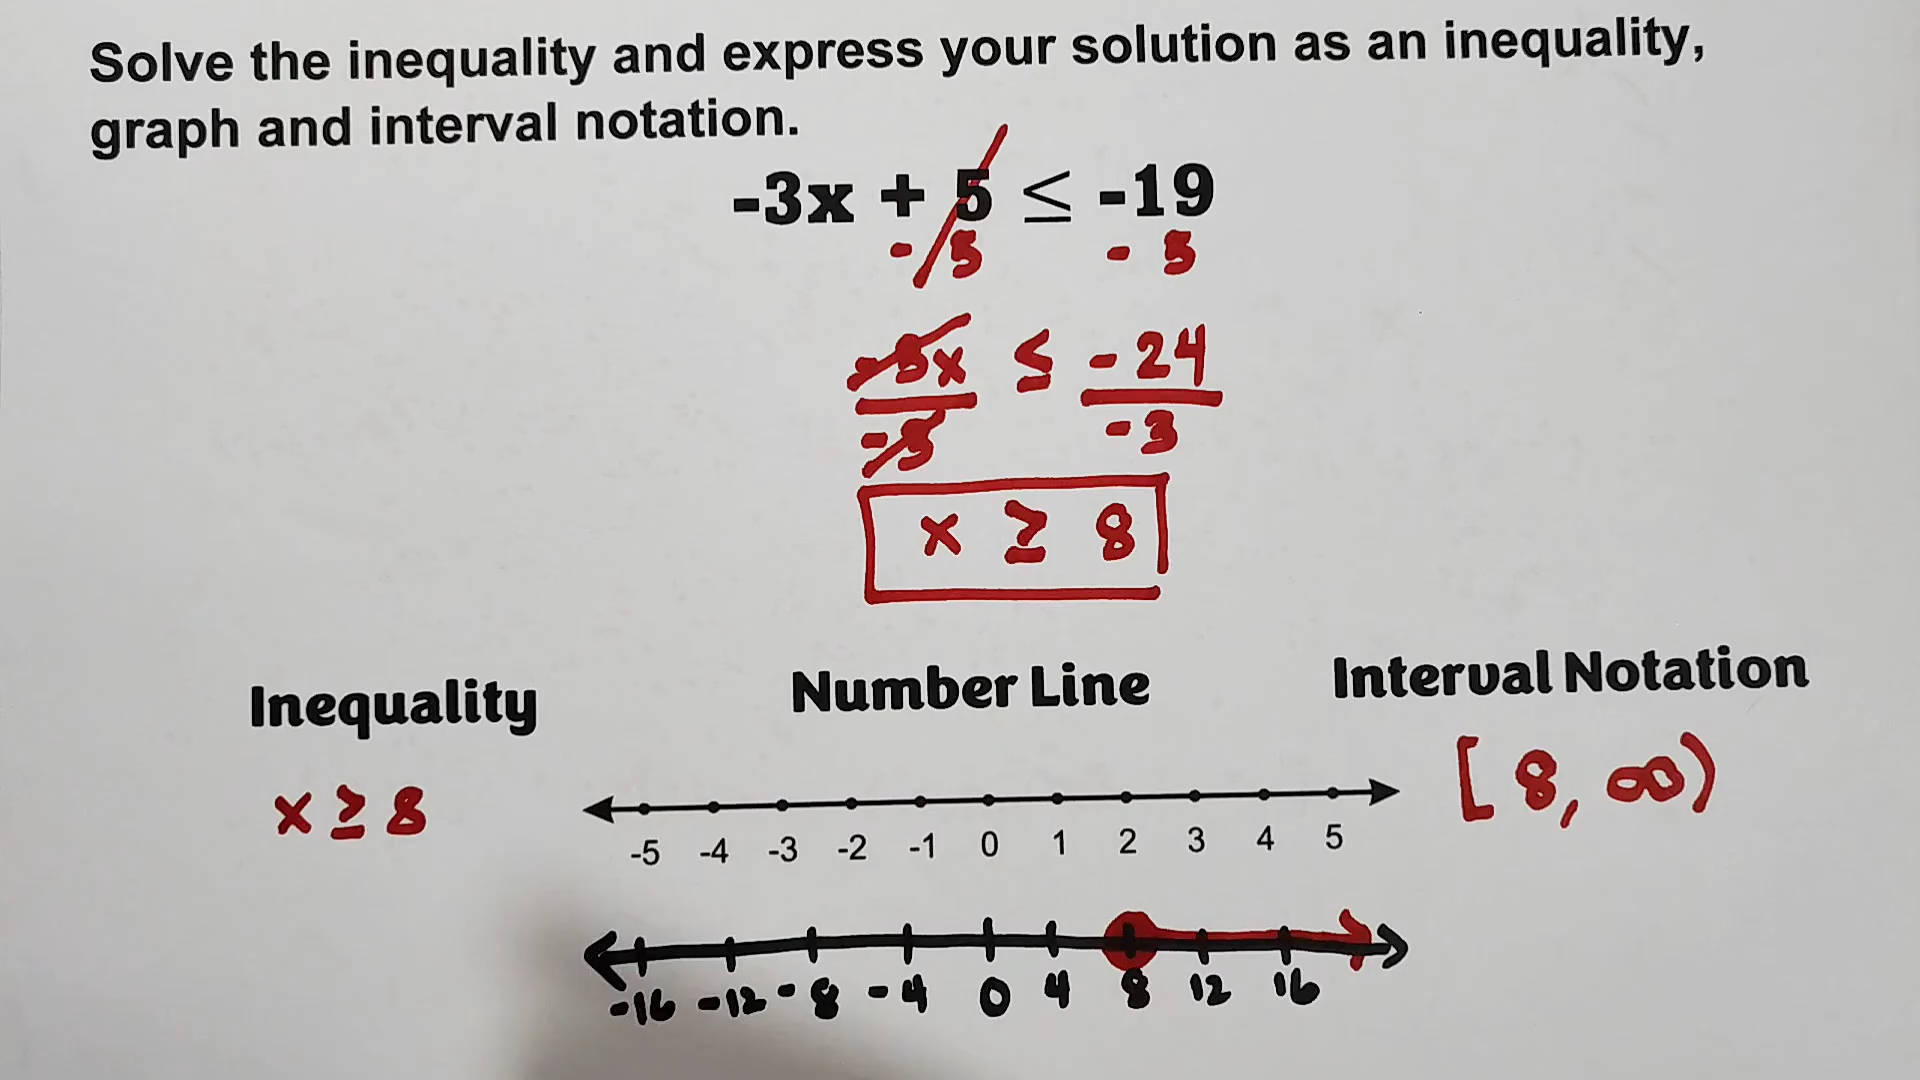 Solve the inequality and express your solution as an inequality,
graph and interval notation.
-3x + 5 ≤ -19
- 5 - 5
-3x ≤ -24
-3 -3
x ≥ 8
Inequality Number Line Interval Notation
x ≥ 8 [8, ∞)
-5 -4 -3 -2 -1 0 1 2 3 4 5
-16 -12 -8 -4 0 4 8 12 16